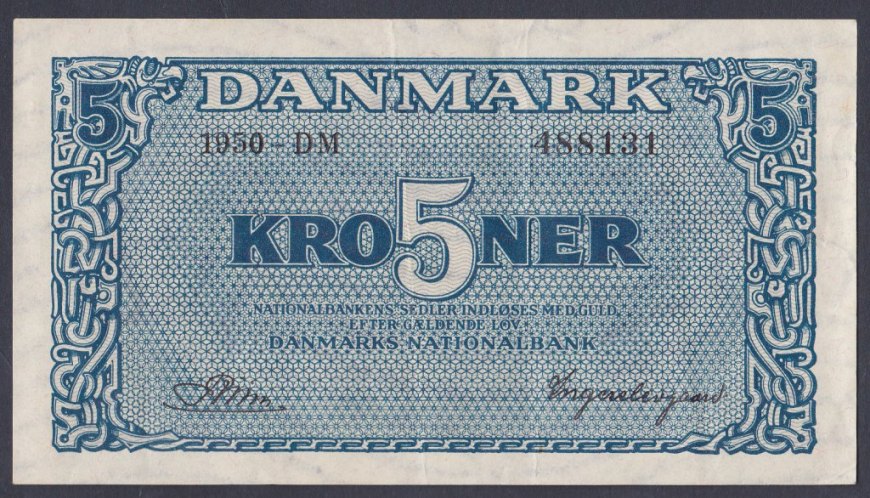 5 DANMARK 5
1950 - DM 488131
KRO5NER
NATIONALBANKENS SEDLER INDLØSES MED GULD
EFTER GÆLDENDE LOV
DANMARKS NATIONALBANK